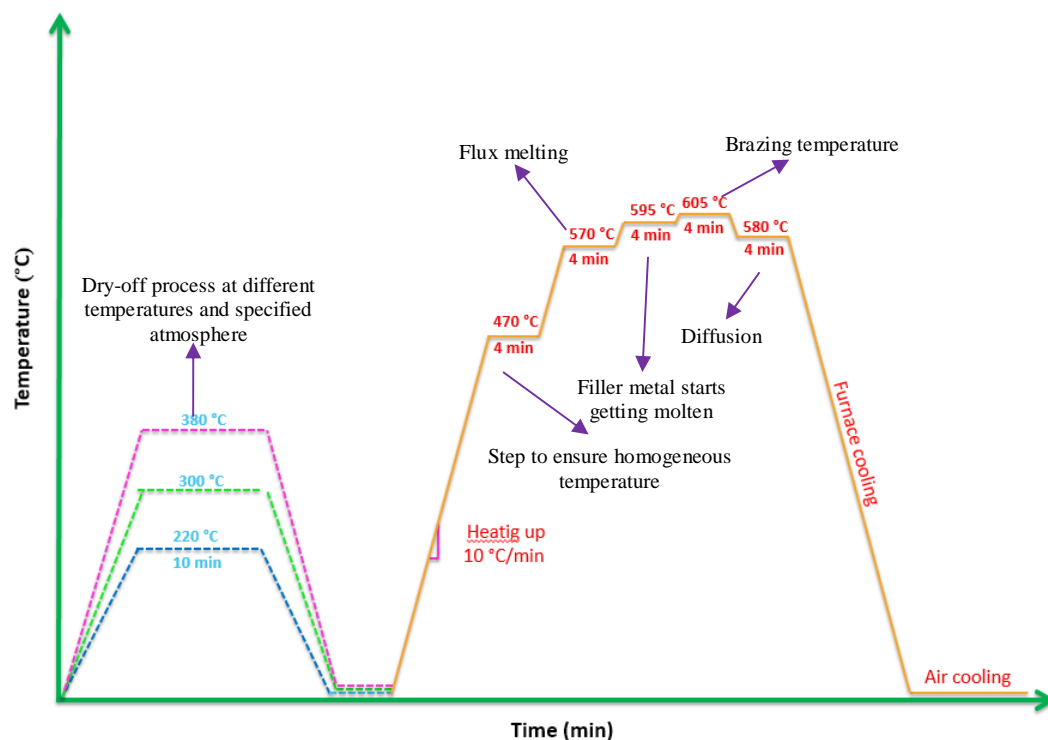 Temperature (°C)
Dry-off process at different
temperatures and specified
atmosphere
380 °C
300 °C
220 °C
10 min
Flux melting
Brazing temperature
570 °C
4 min
595 °C
4 min
605 °C
4 min
580 °C
4 min
470 °C
4 min
Diffusion
Filler metal starts
getting molten
Step to ensure homogeneous
temperature
Heatig up
10 °C/min
Furnace cooling
Air cooling
Time (min)